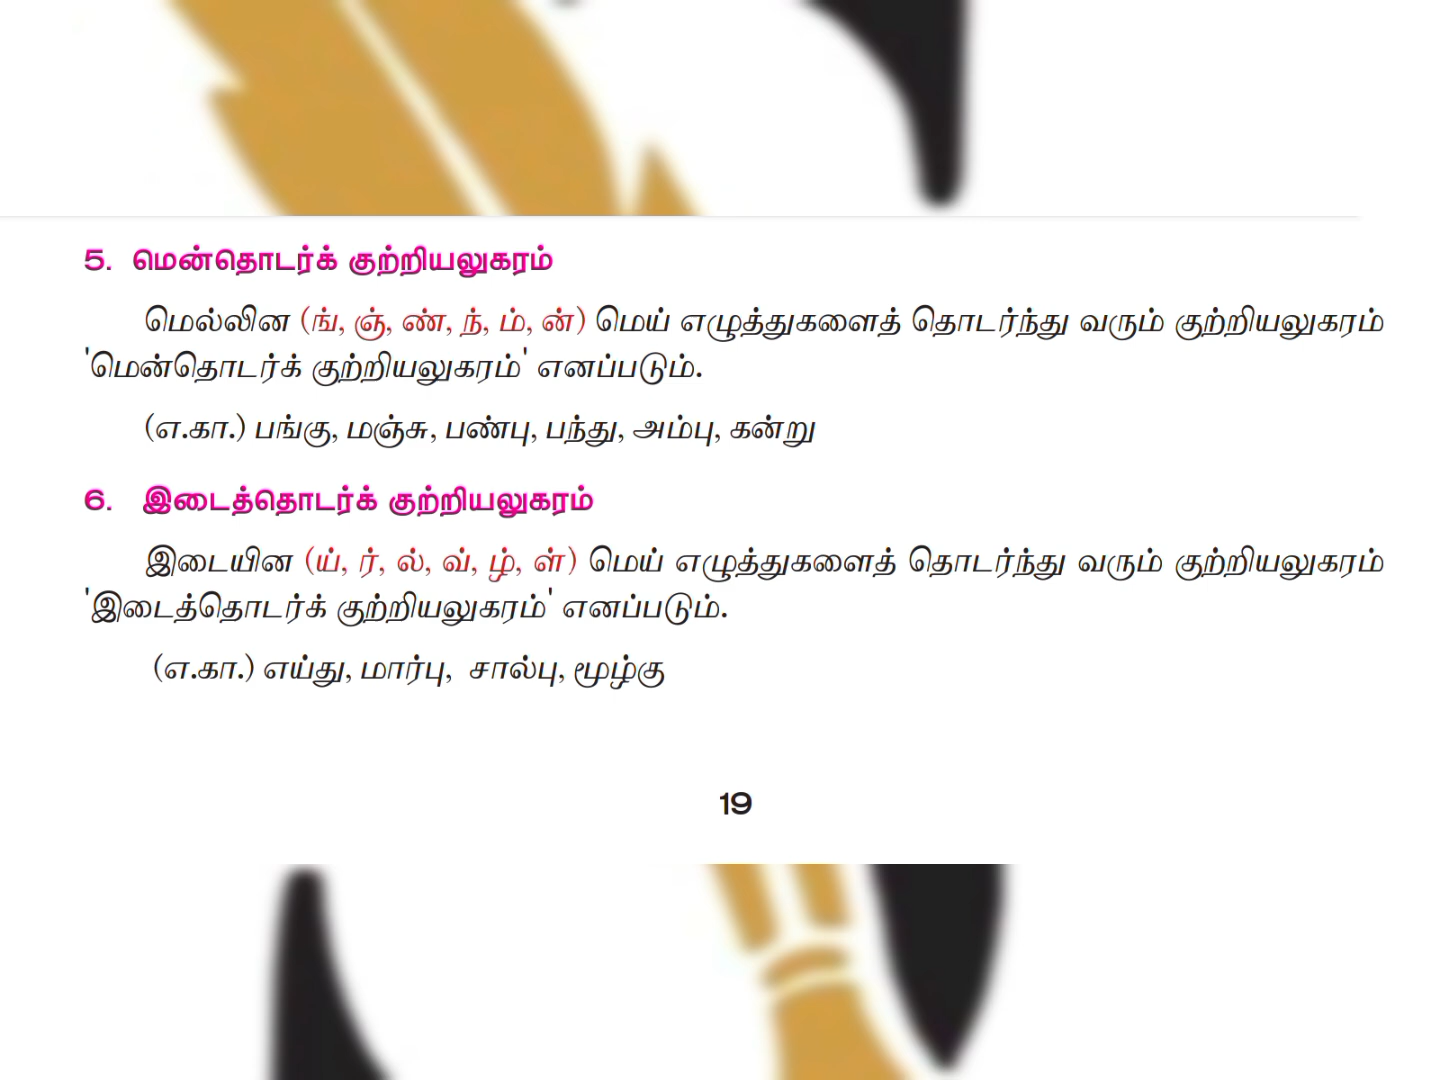 5. மென்தொடர்க் குற்றியலுகரம்
மெல்லின (ங், ஞ், ண், ந், ம், ன்) மெய் எழுத்துகளைத் தொடர்ந்து வரும் குற்றியலுகரம்
'மென்தொடர்க் குற்றியலுகரம்' எனப்படும்.
(எ.கா.) பங்கு, மஞ்சு, பண்பு, பந்து, அம்பு, கன்று
6. இடைத்தொடர்க் குற்றியலுகரம்
இடையின (ய், ர், ல், வ், ழ், ள்) மெய் எழுத்துகளைத் தொடர்ந்து வரும் குற்றியலுகரம்
'இடைத்தொடர்க் குற்றியலுகரம்' எனப்படும்.
(எ.கா.) எய்து, மார்பு, சால்பு, மூழ்கு
19